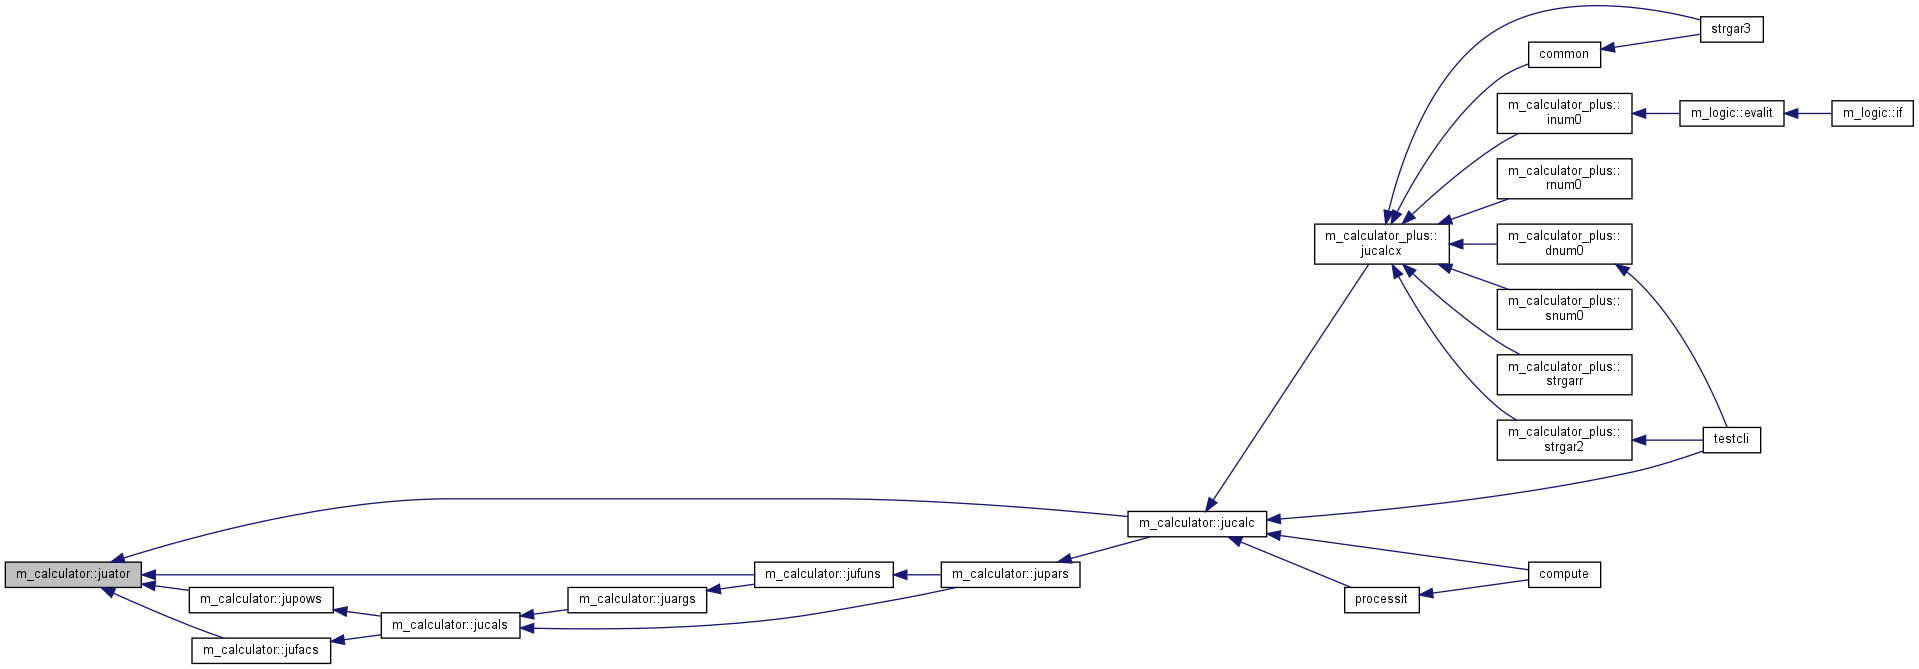 strgar3
common
m_calculator_plus::
inum0
m_logic::evalit
m_logic::if
m_calculator_plus::
rnum0
m_calculator_plus::
jucalcx
m_calculator_plus::
dnum0
m_calculator_plus::
snum0
m_calculator_plus::
strgarr
m_calculator_plus::
strgar2
testcli
m_calculator::jucalc
m_calculator::juator
m_calculator::jufuns
m_calculator::jupars
compute
m_calculator::jupows
m_calculator::juargs
processit
m_calculator::jucals
m_calculator::jufacs